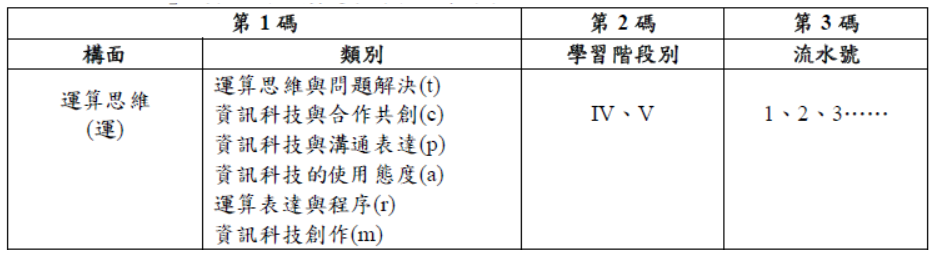 第 1 碼 第 2 碼 第 3 碼
構面 類別 學習階段別 流水號
運算思維
(運)
運算思維與問題解決(t)
資訊科技與合作共創(c)
資訊科技與溝通表達(p)
資訊科技的使用態度(a)
運算表達與程序(r)
資訊科技創作(m)
IV、V
1、2、3……